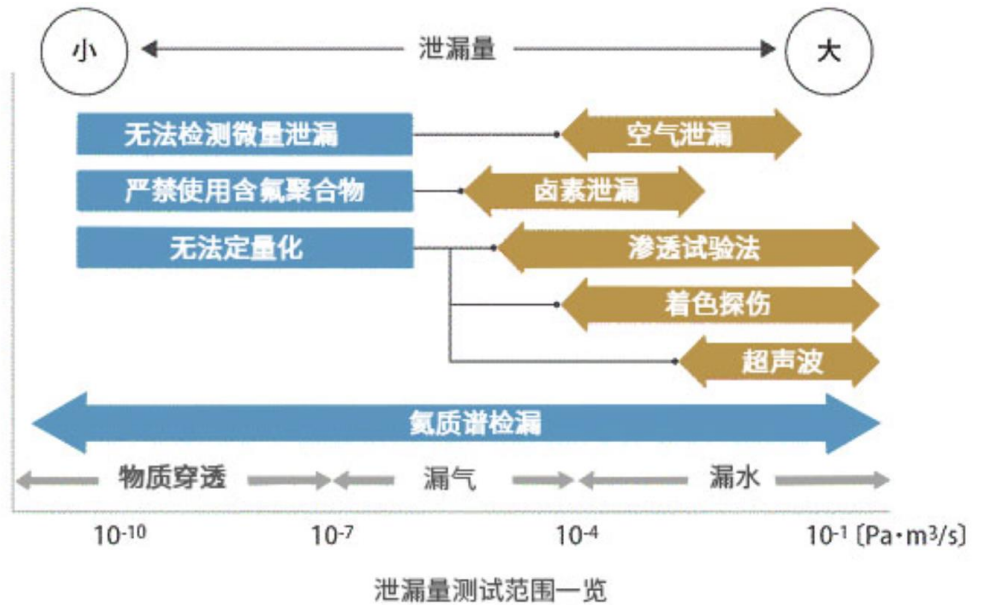 小 泄漏量 大
无法检测微量泄漏 空气泄漏
严禁使用含氟聚合物 卤素泄漏
无法定量化 渗透试验法
着色探伤
超声波
氦质谱检漏
物质穿透 漏气 漏水
10⁻¹⁰ 10⁻⁷ 10⁻⁴ 10⁻¹〔Pa·m³/s〕
泄漏量测试范围一览